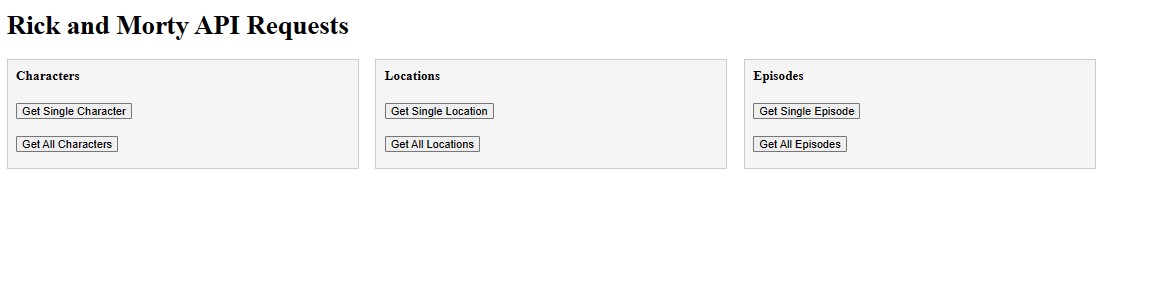 Rick and Morty API Requests
Characters
Get Single Character
Get All Characters
Locations
Get Single Location
Get All Locations
Episodes
Get Single Episode
Get All Episodes